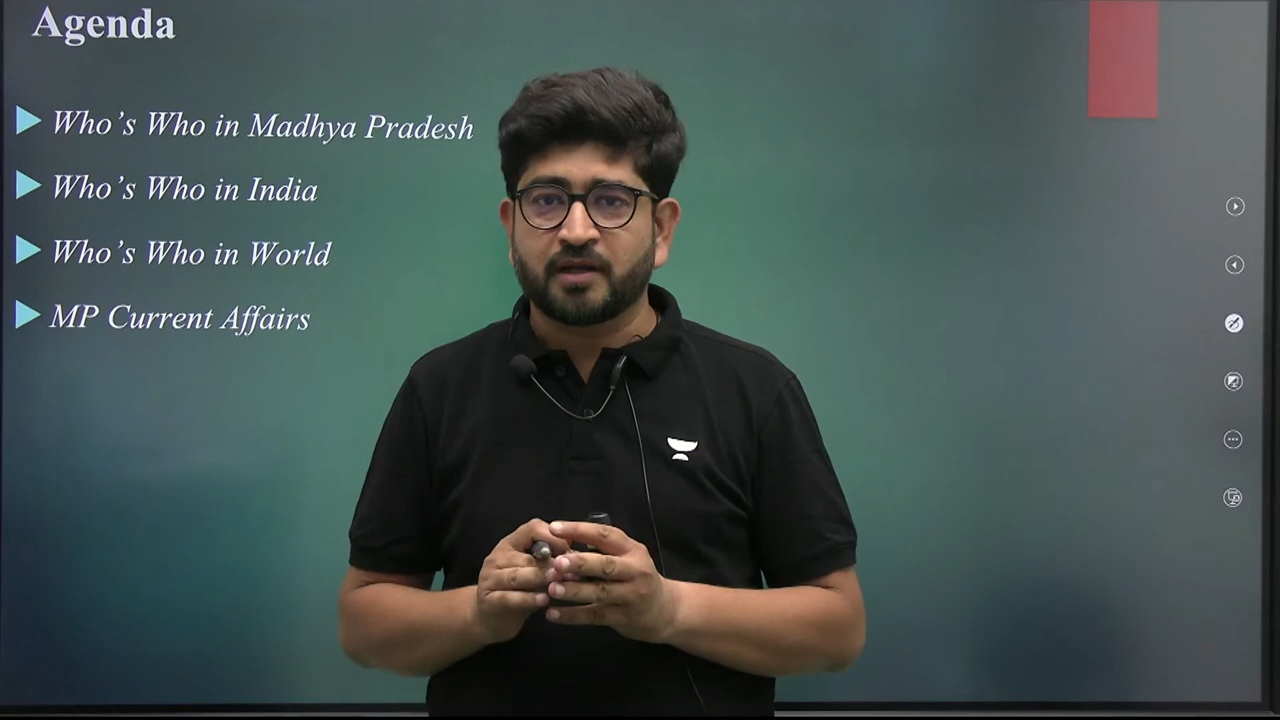 Agenda
Who's Who in Madhya Pradesh
Who's Who in India
Who's Who in World
MP Current Affairs